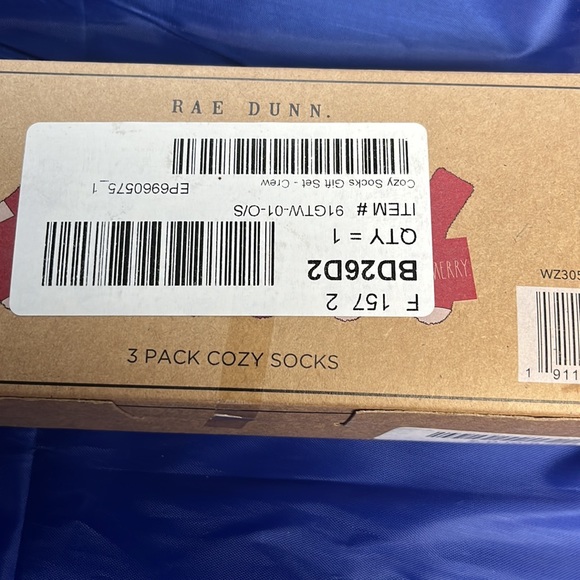 RAE DUNN.
Cozy Socks Gift Set - Crew
EP6960575_1
ITEM # 91GTW-01-O/S
QTY = 1
BD26D2
F 157 2
MERRY
WZ305
1 911
3 PACK COZY SOCKS